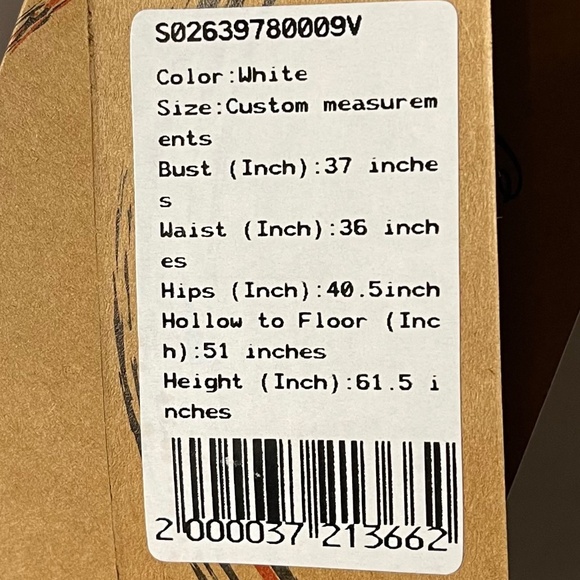 S02639780009V
Color:White
Size:Custom measurem
ents
Bust (Inch):37 inche
s
Waist (Inch):36 inch
es
Hips (Inch):40.5inch
Hollow to Floor (Inc
h):51 inches
Height (Inch):61.5 i
nches
2 000037 213662